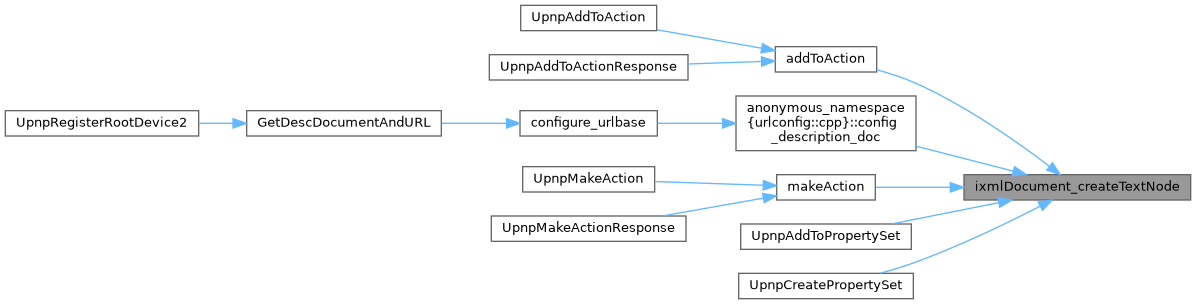 UpnpAddToAction
UpnpAddToActionResponse
addToAction
UpnpRegisterRootDevice2
GetDescDocumentAndURL
configure_urlbase
anonymous_namespace
{urlconfig::cpp}::config
_description_doc
UpnpMakeAction
makeAction
ixmlDocument_createTextNode
UpnpMakeActionResponse
UpnpAddToPropertySet
UpnpCreatePropertySet